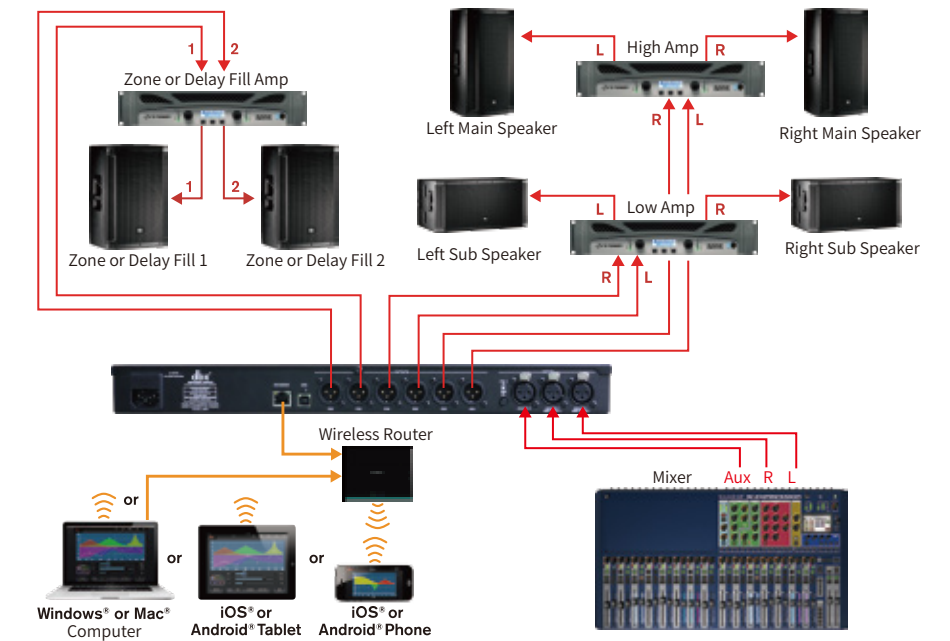 1
2
Zone or Delay Fill Amp
1
2
Zone or Delay Fill 1
Zone or Delay Fill 2
High Amp
L
R
Left Main Speaker
Right Main Speaker
R
L
Low Amp
L
R
Left Sub Speaker
Right Sub Speaker
R
L
Wireless Router
or
or
or
Windows® or Mac®
Computer
iOS® or
Android® Tablet
iOS® or
Android® Phone
Mixer
Aux
R
L
dbx